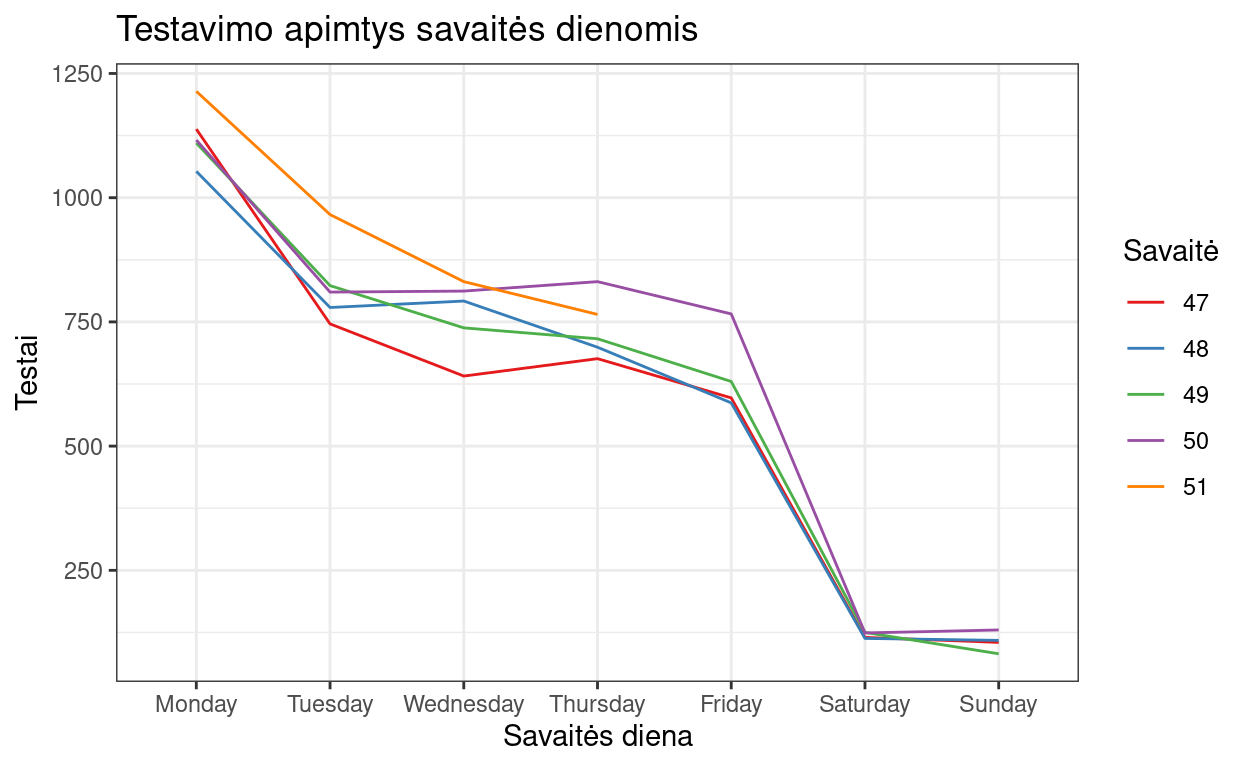 Testavimo apimtys savaitės dienomis
1250
1000
750
500
250
Testai
Monday Tuesday Wednesday Thursday Friday Saturday Sunday
Savaitės diena
Savaitė
47
48
49
50
51